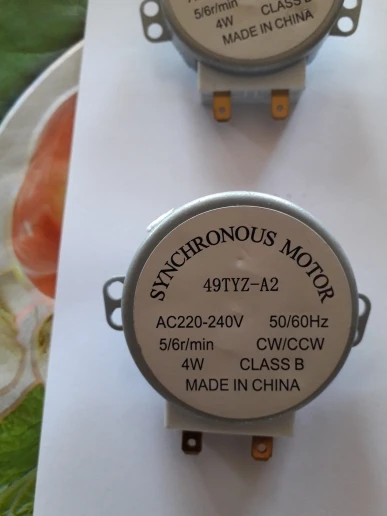 5/6r/min CLASS B
4W
MADE IN CHINA
SYNCHRONOUS MOTOR
49TYZ-A2
AC220-240V 50/60Hz
5/6r/min CW/CCW
4W CLASS B
MADE IN CHINA